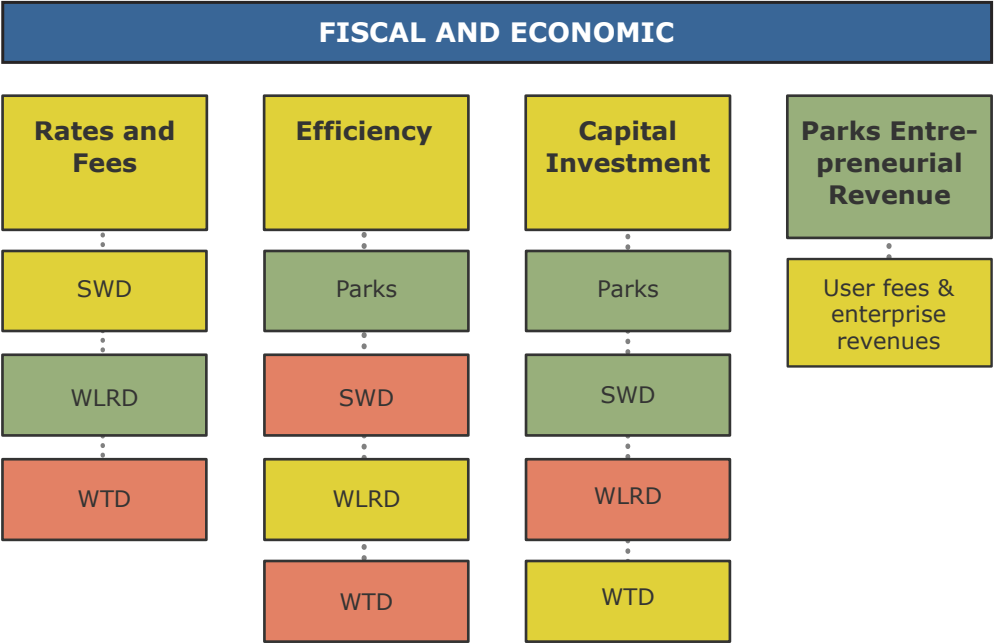 FISCAL AND ECONOMIC
Rates and
Fees
SWD
WLRD
WTD
Efficiency
Parks
SWD
WLRD
WTD
Capital
Investment
Parks
SWD
WLRD
WTD
Parks Entre-
preneurial
Revenue
User fees &
enterprise
revenues